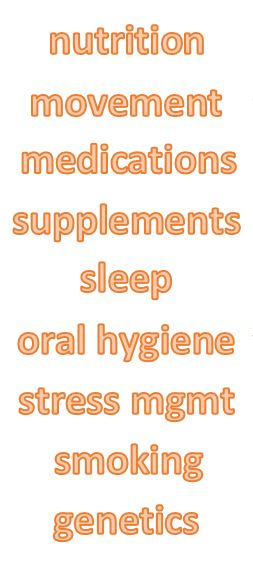 nutrition
movement
medications
supplements
sleep
oral hygiene
stress mgmt
smoking
genetics